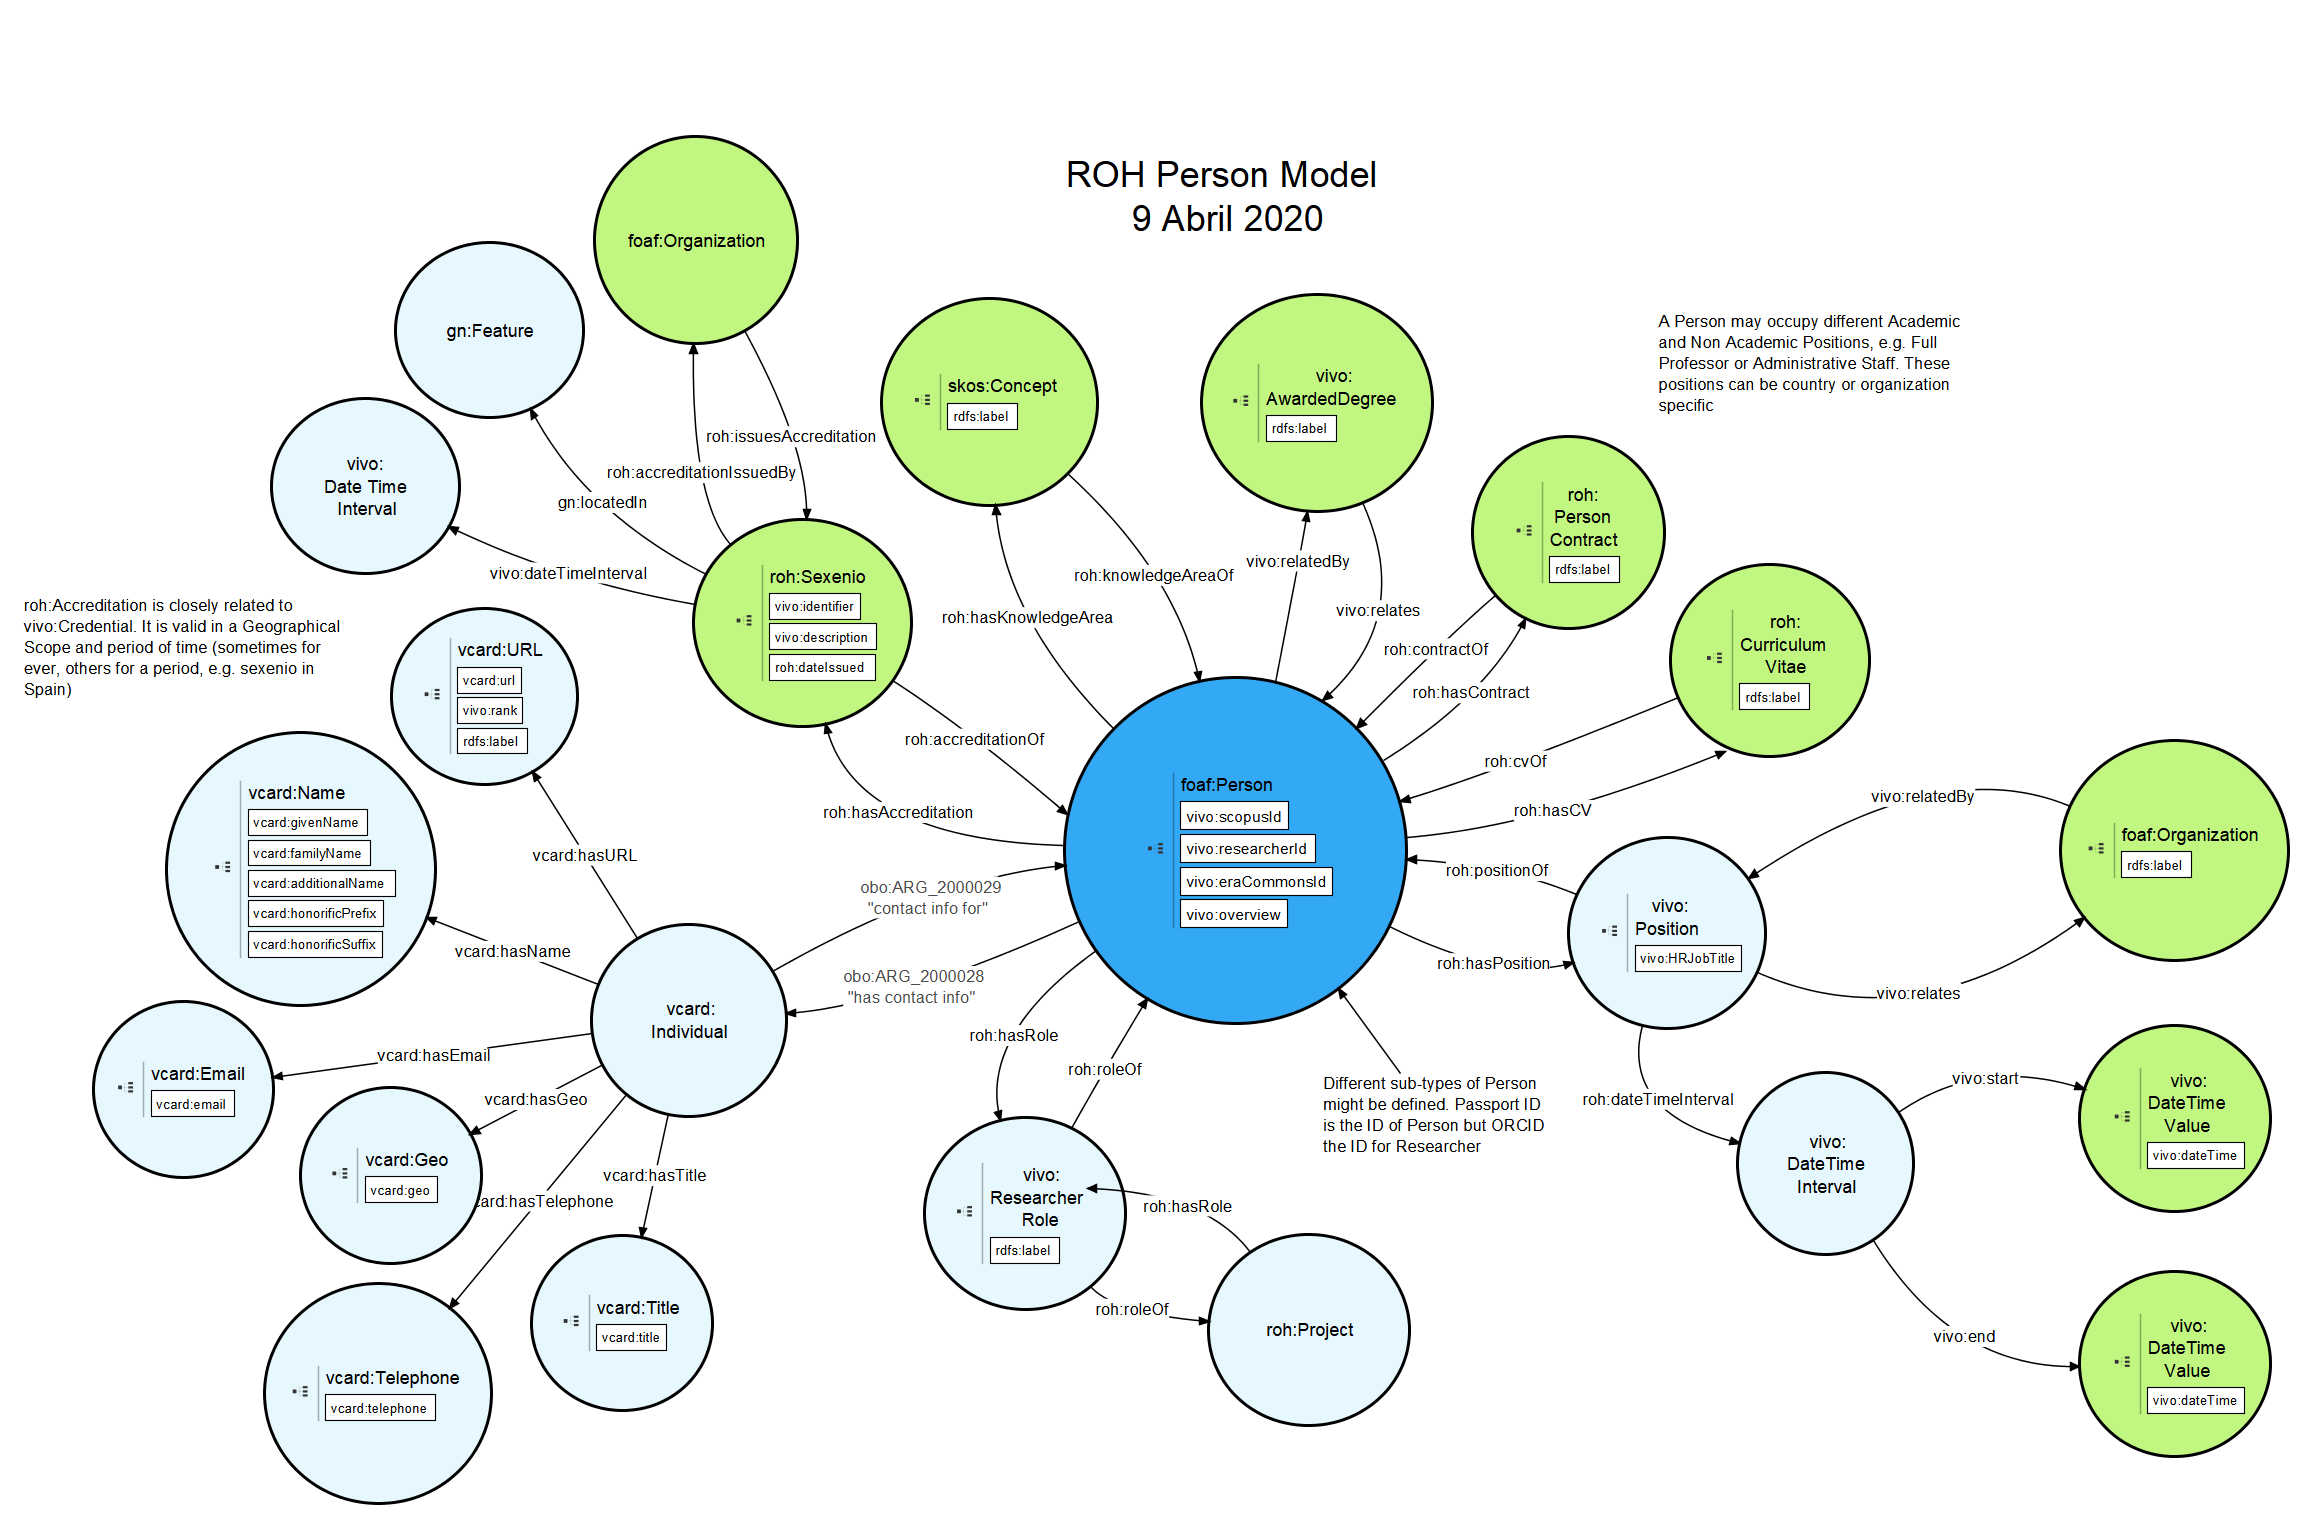 ROH Person Model
9 Abril 2020
foaf:Organization
gn:Feature
skos:Concept
rdfs:label
vivo:
AwardedDegree
rdfs:label
A Person may occupy different Academic
and Non Academic Positions, e.g. Full
Professor or Administrative Staff. These
positions can be country or organization
specific
roh:issuesAccreditation
roh:accreditationIssuedBy
gn:locatedIn
vivo:
Date Time
Interval
vivo:dateTimeInterval
roh:Sexenio
vivo:identifier
vivo:description
roh:dateIssued
roh:knowledgeAreaOf
roh:hasKnowledgeArea
vivo:relatedBy
vivo:relates
roh:
Person
Contract
rdfs:label
roh:contractOf
roh:hasContract
roh:
Curriculum
Vitae
rdfs:label
roh:Accreditation is closely related to
vivo:Credential. It is valid in a Geographical
Scope and period of time (sometimes for
ever, others for a period, e.g. sexenio in
Spain)
vcard:URL
vcard:url
vivo:rank
rdfs:label
roh:accreditationOf
roh:hasAccreditation
roh:cvOf
roh:hasCV
vcard:Name
vcard:givenName
vcard:familyName
vcard:additionalName
vcard:honorificPrefix
vcard:honorificSuffix
vcard:hasURL
vcard:hasName
foaf:Person
vivo:scopusId
vivo:researcherId
vivo:eraCommonsId
vivo:overview
vivo:relatedBy
foaf:Organization
rdfs:label
obo:ARG_2000029
"contact info for"
obo:ARG_2000028
"has contact info"
roh:positionOf
roh:hasPosition
vivo:
Position
vivo:HRJobTitle
vivo:relates
vcard:
Individual
vcard:hasEmail
vcard:Email
vcard:email
vcard:hasGeo
vcard:Geo
vcard:geo
card:hasTelephone
vcard:hasTitle
vcard:Telephone
vcard:telephone
vcard:Title
vcard:title
roh:hasRole
roh:roleOf
Different sub-types of Person
might be defined. Passport ID
is the ID of Person but ORCID
the ID for Researcher
vivo:
Researcher
Role
rdfs:label
roh:hasRole
roh:roleOf
roh:Project
roh:dateTimeInterval
vivo:
DateTime
Interval
vivo:start
vivo:
DateTime
Value
vivo:dateTime
vivo:end
vivo:
DateTime
Value
vivo:dateTime